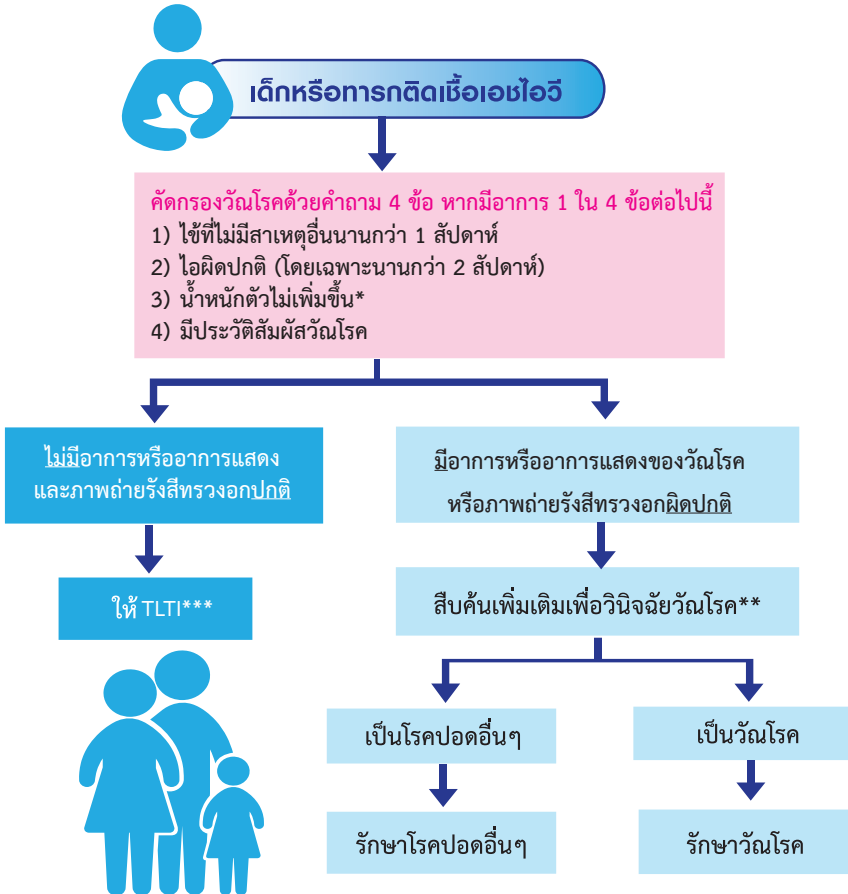 เด็กหรือทารกติดเชื้อเอชไอวี
คัดกรองวัณโรคด้วยคำถาม 4 ข้อ หากมีอาการ 1 ใน 4 ข้อต่อไปนี้
1) ไข้ที่ไม่มีสาเหตุอื่นนานกว่า 1 สัปดาห์
2) ไอผิดปกติ (โดยเฉพาะนานกว่า 2 สัปดาห์)
3) น้ำหนักตัวไม่เพิ่มขึ้น*
4) มีประวัติสัมผัสวัณโรค
ไม่มีอาการหรืออาการแสดง
และภาพถ่ายรังสีทรวงอกปกติ
ให้ TLTI***
มีอาการหรืออาการแสดงของวัณโรค
หรือภาพถ่ายรังสีทรวงอกผิดปกติ
สืบค้นเพิ่มเติมเพื่อวินิจฉัยวัณโรค**
เป็นโรคปอดอื่นๆ
รักษาโรคปอดอื่นๆ
เป็นวัณโรค
รักษาวัณโรค